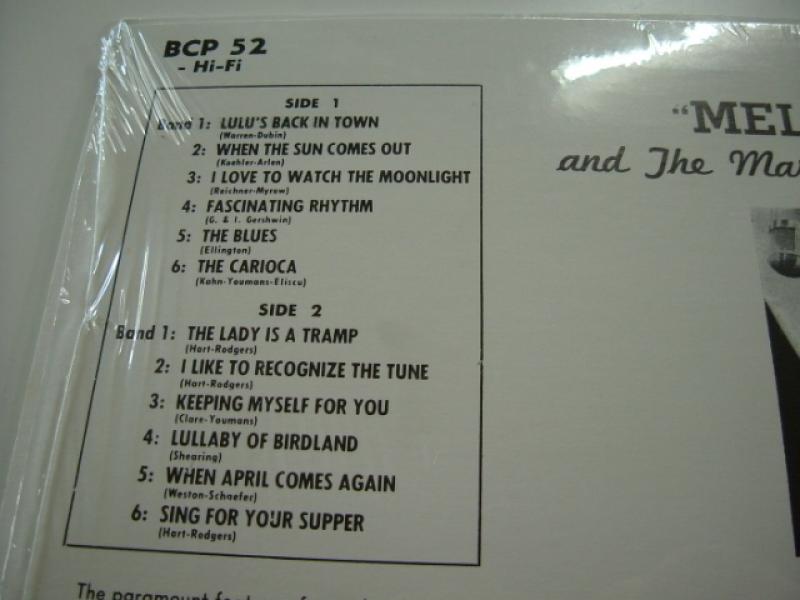 BCP 52
- Hi-Fi
SIDE 1
Band 1: LULU'S BACK IN TOWN
(Warren-Dubin)
2: WHEN THE SUN COMES OUT
(Koehler-Arlen)
3: I LOVE TO WATCH THE MOONLIGHT
(Reichner-Myrow)
4: FASCINATING RHYTHM
(G. & I. Gershwin)
5: THE BLUES
(Ellington)
6: THE CARIOCA
(Kahn-Youmans-Eliscu)
SIDE 2
Band 1: THE LADY IS A TRAMP
(Hart-Rodgers)
2: I LIKE TO RECOGNIZE THE TUNE
(Hart-Rodgers)
3: KEEPING MYSELF FOR YOU
(Clare-Youmans)
4: LULLABY OF BIRDLAND
(Shearing)
5: WHEN APRIL COMES AGAIN
(Weston-Schaefer)
6: SING FOR YOUR SUPPER
(Hart-Rodgers)
"MEL
and The Mar
The paramount